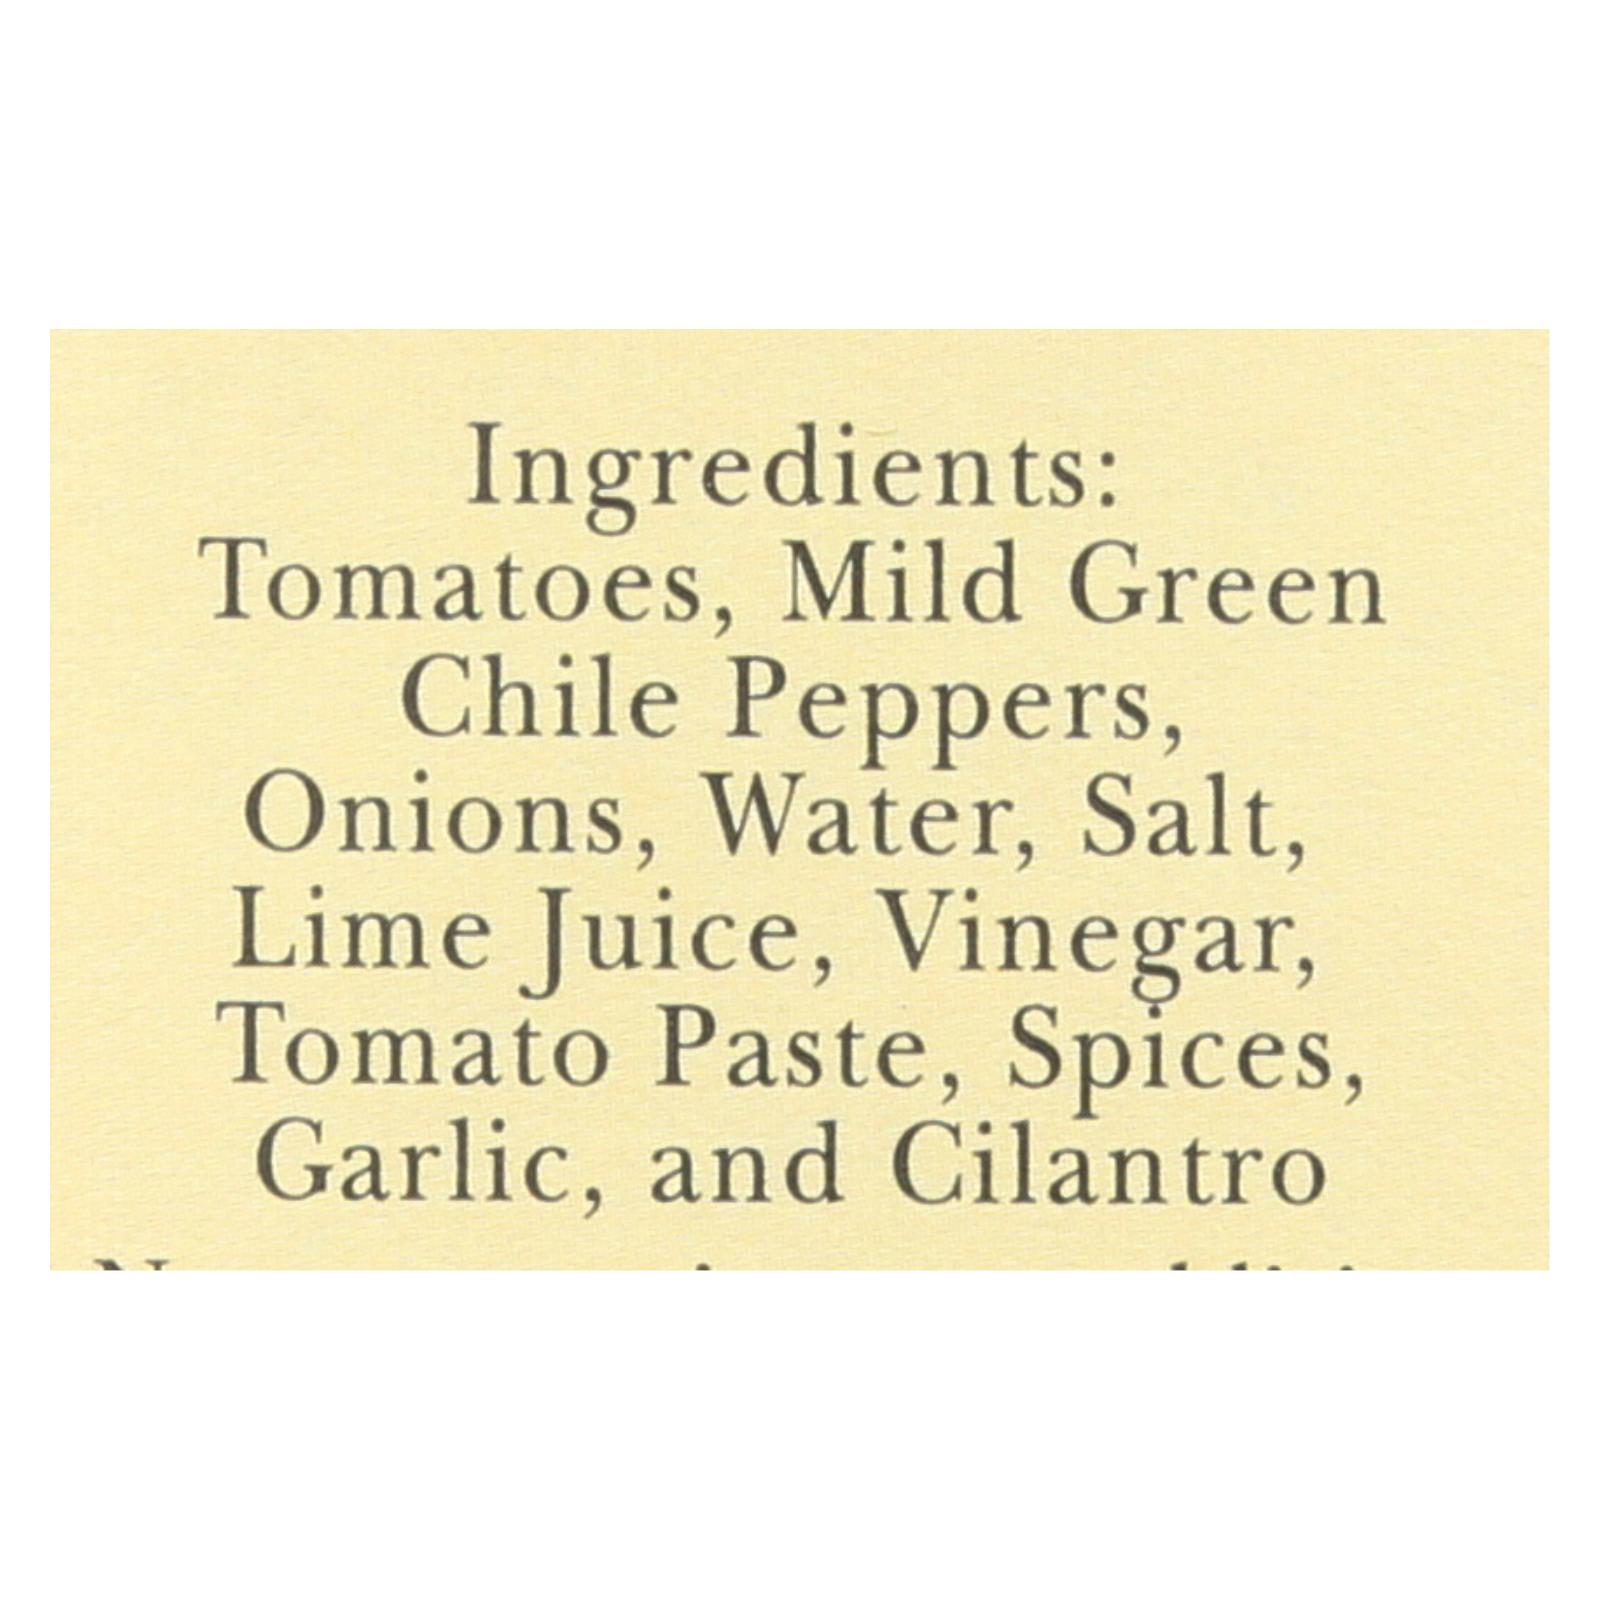 Ingredients:
Tomatoes, Mild Green
Chile Peppers,
Onions, Water, Salt,
Lime Juice, Vinegar,
Tomato Paste, Spices,
Garlic, and Cilantro